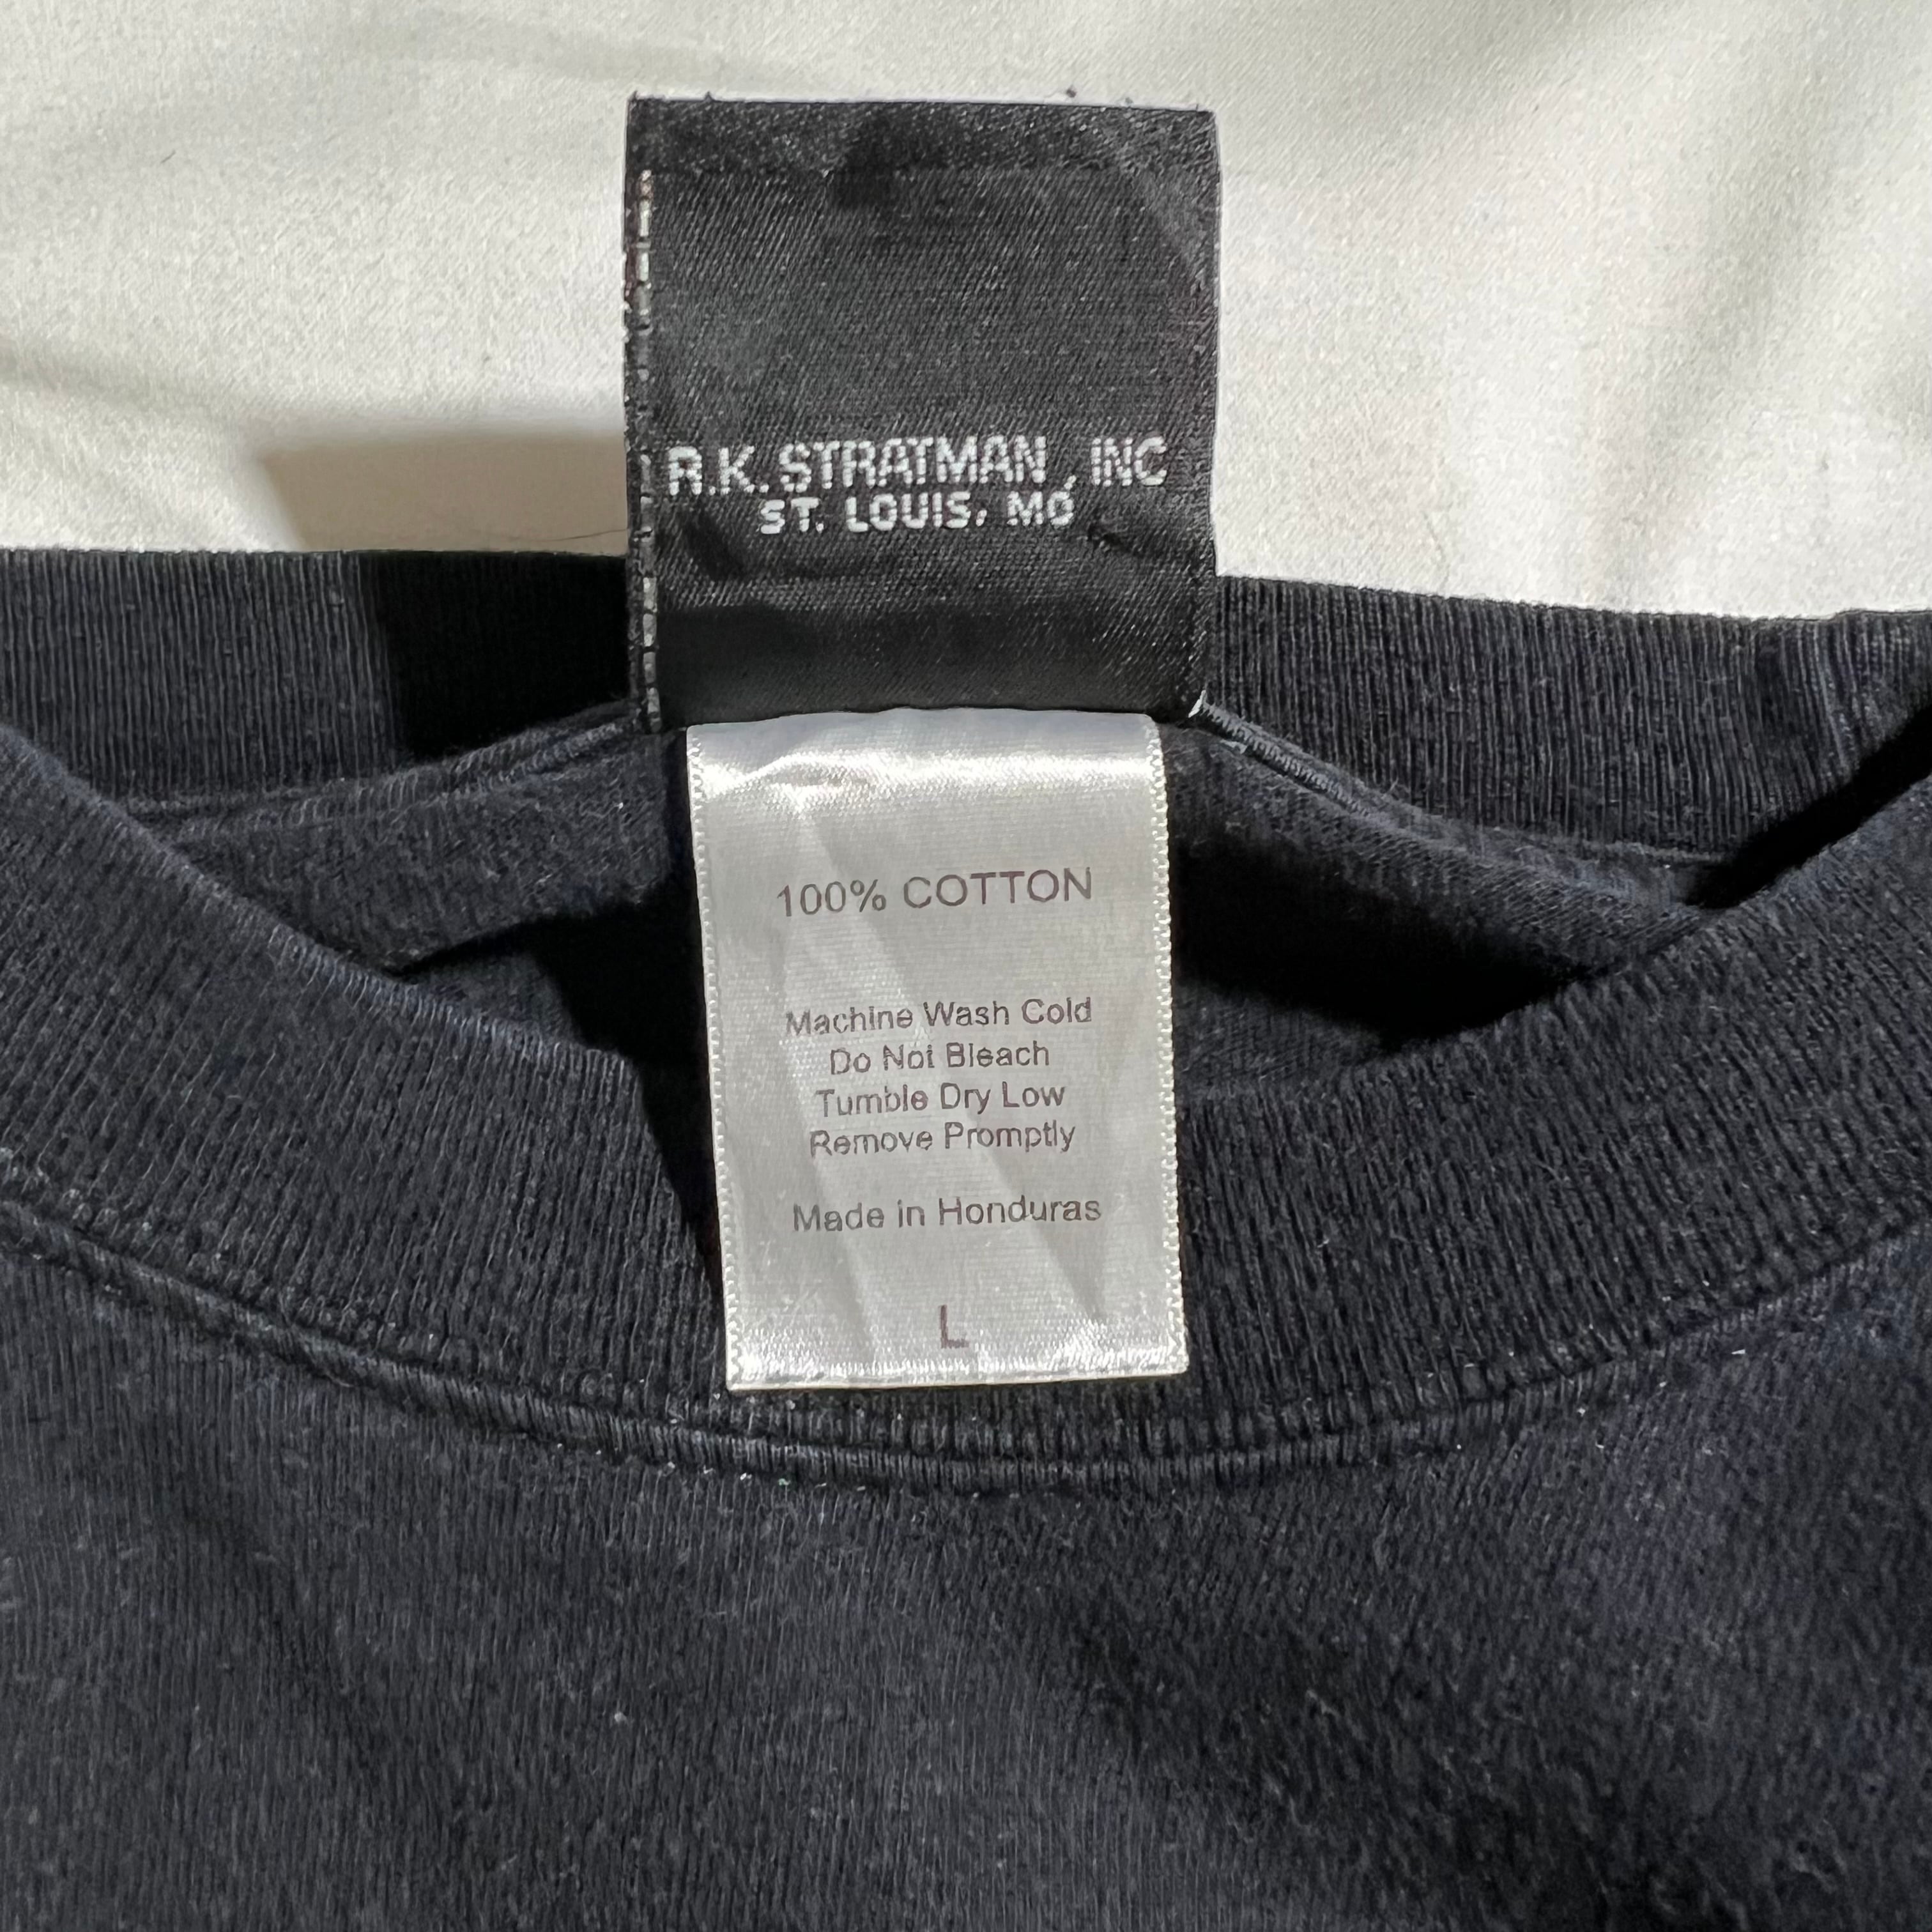 R.K. STRATMAN, INC
ST. LOUIS, MO
100% COTTON
Machine Wash Cold
Do Not Bleach
Tumble Dry Low
Remove Promptly
Made in Honduras
L